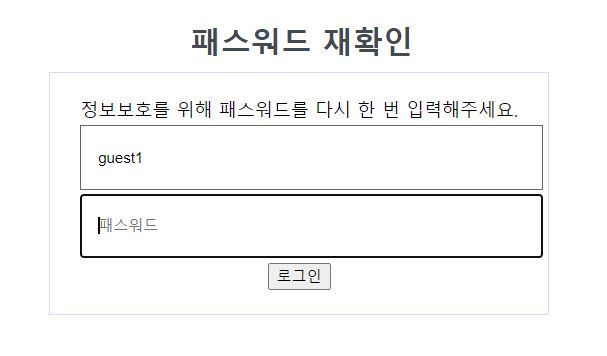 패스워드 재확인
정보보호를 위해 패스워드를 다시 한 번 입력해주세요.
guest1
패스워드
로그인